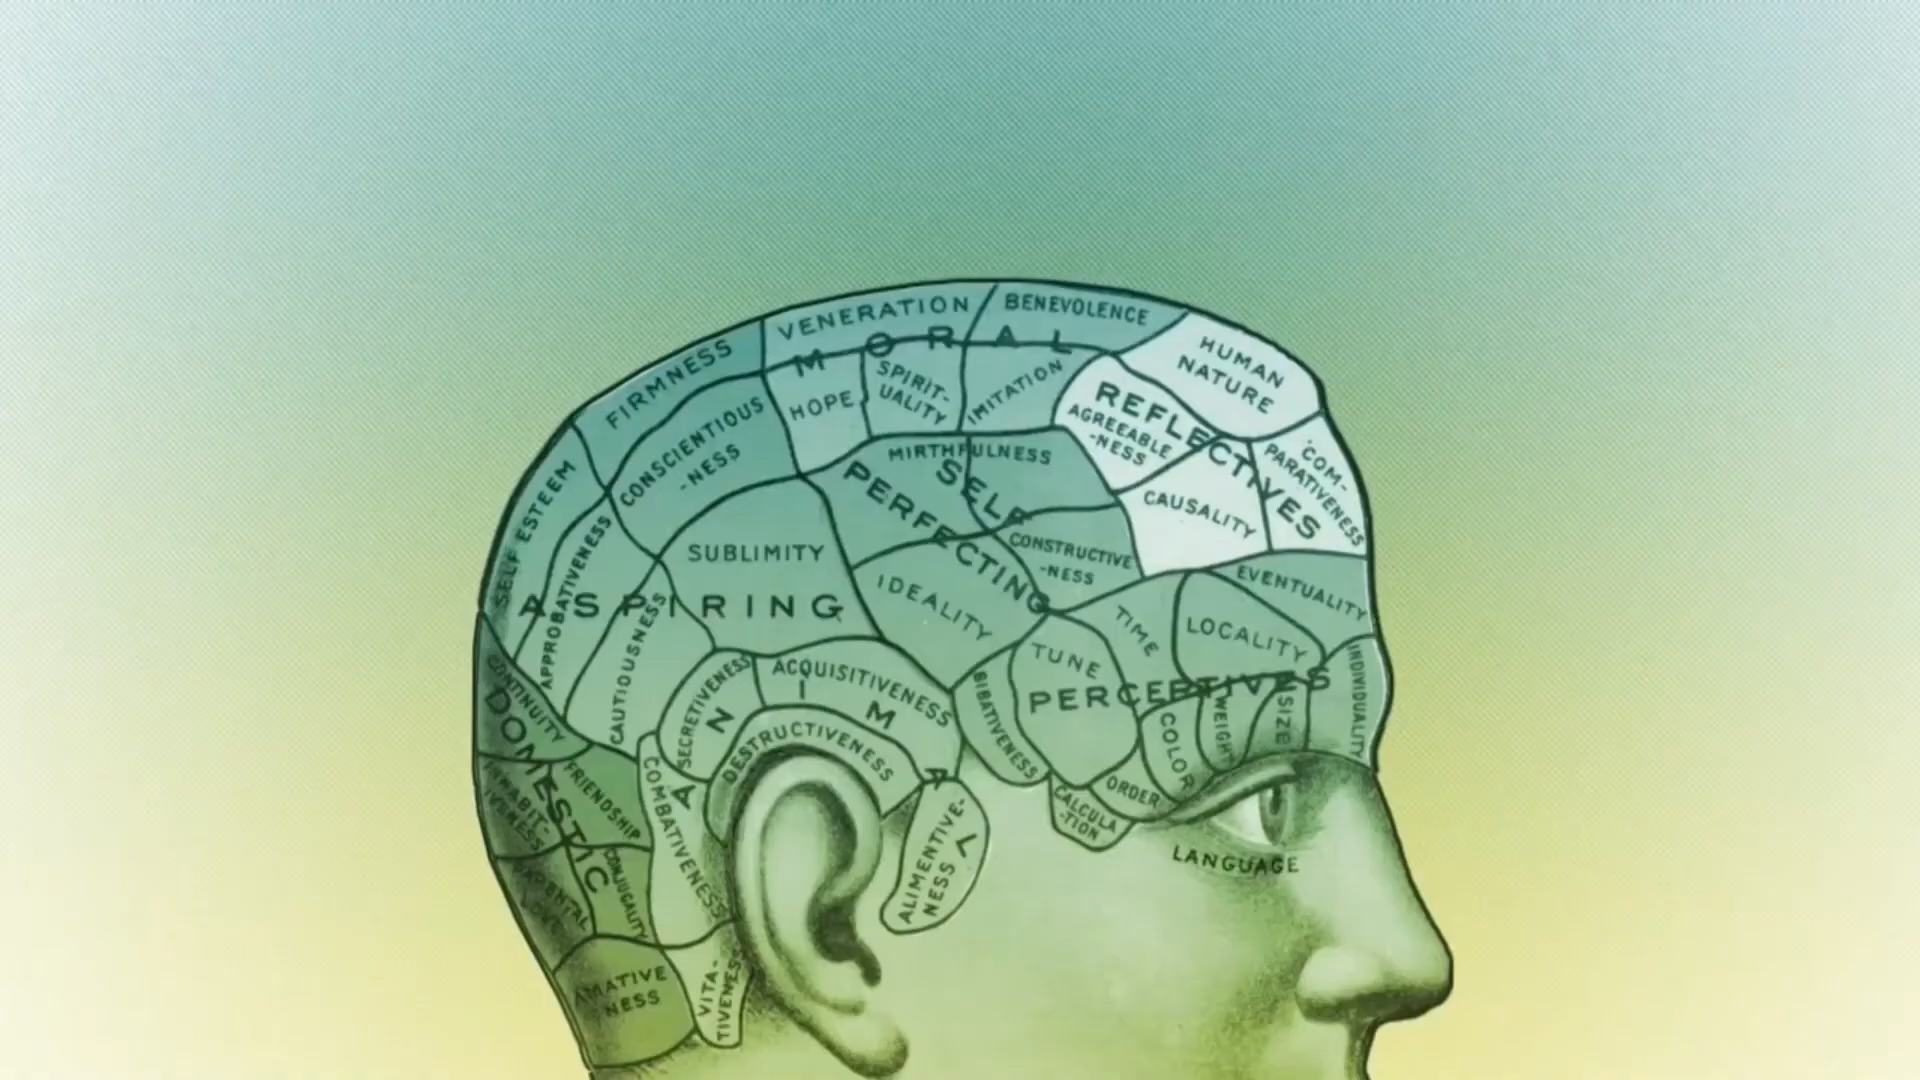 VENERATION
BENEVOLENCE
MORAL
FIRMNESS
HOPE
SPIRIT-
UALITY
IMITATION
HUMAN
NATURE
REFLECTIVES
AGREEABLE
-NESS
COM-
PARATIVENESS
CONSCIENTIOUS
-NESS
MIRTHFULNESS
SELF
PERFECTING
CAUSALITY
SELF ESTEEM
APPROBATIVENESS
SUBLIMITY
CONSTRUCTIVE
-NESS
IDEALITY
EVENTUALITY
ASPIRING
CAUTIOUSNESS
TIME
LOCALITY
TUNE
PERCEPTIVES
INDIVIDUALITY
CONTINUITY
DOMESTIC
SECRETIVENESS
ACQUISITIVENESS
ANIMAL
DESTRUCTIVENESS
BIBATIVENESS
COLOR
WEIGHT
SIZE
ORDER
CALCULA
-TION
FRIENDSHIP
COMBATIVENESS
ALIMENTIVE-
NESS
LANGUAGE
CONJUGALITY
AMATIVE
NESS
VITA-
TIVENESS